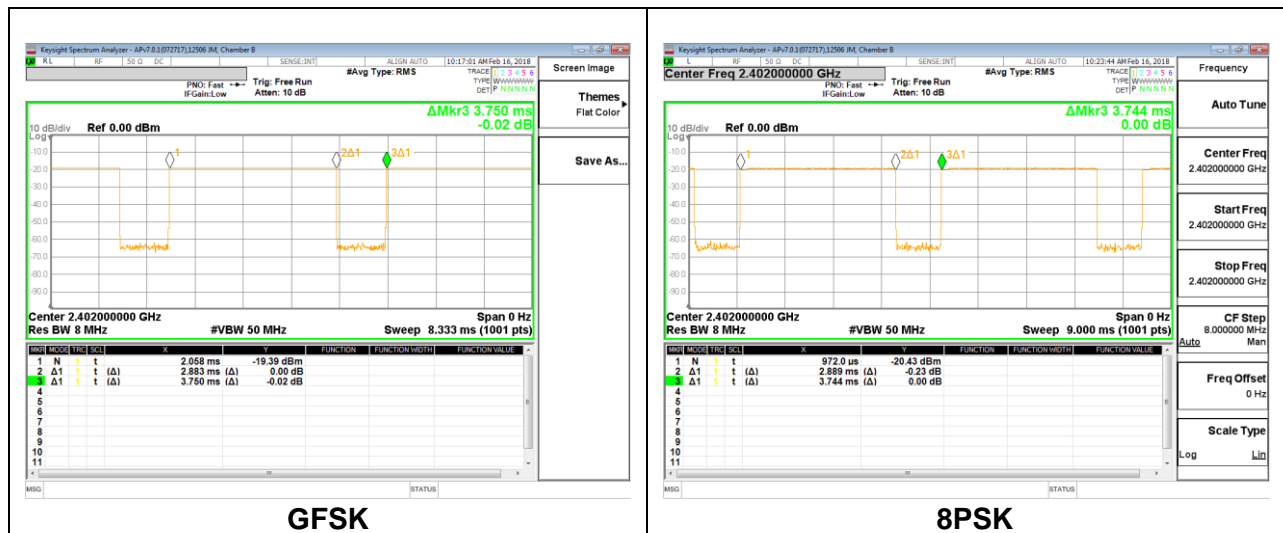 Keysight Spectrum Analyzer - APv7.0.1(072717),12506 JM, Chamber B
RL RF 50 Ω DC SENSE:INT ALIGN AUTO 10:17:01 AM Feb 16, 2018
#Avg Type: RMS
TRACE 1 2 3 4 5 6
TYPE WWWWWW
DET P NNNNN
PNO: Fast
IFGain:Low
Trig: Free Run
Atten: 10 dB
Screen Image
Themes
Flat Color
Save As...
ΔMkr3 3.750 ms
-0.02 dB
10 dB/div Ref 0.00 dBm
Log
-10.0
-20.0
-30.0
-40.0
-50.0
-60.0
-70.0
-80.0
-90.0
1
2Δ1
3Δ1
Center 2.402000000 GHz Span 0 Hz
Res BW 8 MHz #VBW 50 MHz Sweep 8.333 ms (1001 pts)
MKR MODE TRC SCL X Y FUNCTION FUNCTION WIDTH FUNCTION VALUE
1 N 1 t 2.058 ms -19.39 dBm
2 Δ1 1 t (Δ) 2.883 ms (Δ) 0.00 dB
3 Δ1 1 t (Δ) 3.750 ms (Δ) -0.02 dB
4
5
6
7
8
9
10
11
MSG STATUS
GFSK
Keysight Spectrum Analyzer - APv7.0.1(072717),12506 JM, Chamber B
L RF 50 Ω DC SENSE:INT ALIGN AUTO 10:23:44 AM Feb 16, 2018
Center Freq 2.402000000 GHz
#Avg Type: RMS
TRACE 1 2 3 4 5 6
TYPE WWWWWW
DET P NNNNN
PNO: Fast
IFGain:Low
Trig: Free Run
Atten: 10 dB
Frequency
Auto Tune
Center Freq
2.402000000 GHz
Start Freq
2.402000000 GHz
Stop Freq
2.402000000 GHz
CF Step
8.000000 MHz
Auto Man
Freq Offset
0 Hz
Scale Type
Log Lin
ΔMkr3 3.744 ms
0.00 dB
10 dB/div Ref 0.00 dBm
Log
-10.0
-20.0
-30.0
-40.0
-50.0
-60.0
-70.0
-80.0
-90.0
1
2Δ1
3Δ1
Center 2.402000000 GHz Span 0 Hz
Res BW 8 MHz #VBW 50 MHz Sweep 9.000 ms (1001 pts)
MKR MODE TRC SCL X Y FUNCTION FUNCTION WIDTH FUNCTION VALUE
1 N 1 t 972.0 us -20.43 dBm
2 Δ1 1 t (Δ) 2.889 ms (Δ) -0.23 dB
3 Δ1 1 t (Δ) 3.744 ms (Δ) 0.00 dB
4
5
6
7
8
9
10
11
MSG STATUS
8PSK